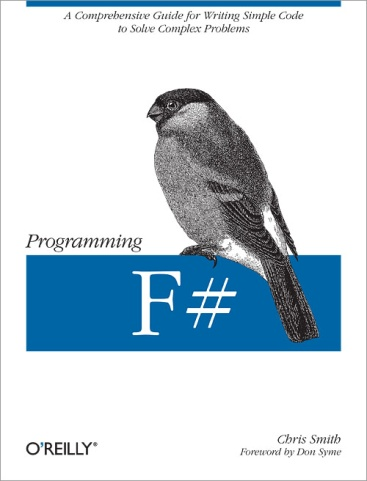 A Comprehensive Guide for Writing Simple Code
to Solve Complex Problems
Programming
F#
O'REILLY®
Chris Smith
Foreword by Don Syme